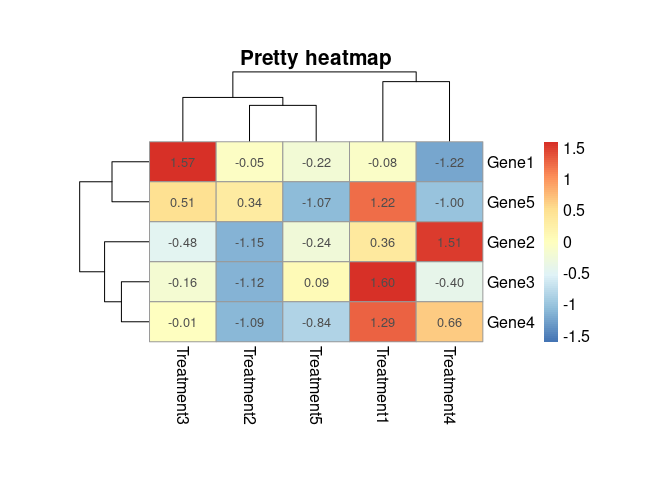 Pretty heatmap
1.57 -0.05 -0.22 -0.08 -1.22 Gene1
0.51 0.34 -1.07 1.22 -1.00 Gene5
-0.48 -1.15 -0.24 0.36 1.51 Gene2
-0.16 -1.12 0.09 1.60 -0.40 Gene3
-0.01 -1.09 -0.84 1.29 0.66 Gene4
Treatment3
Treatment2
Treatment5
Treatment1
Treatment4
1.5
1
0.5
0
-0.5
-1
-1.5